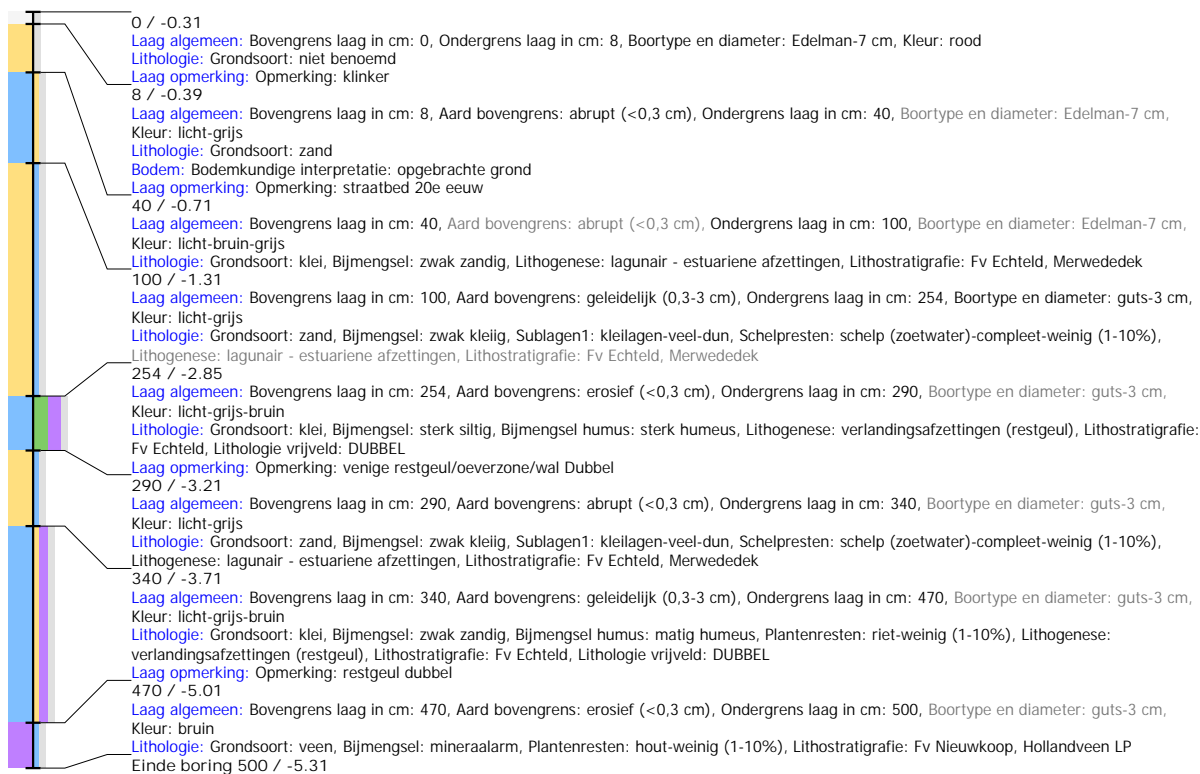 0 / -0.31
Laag algemeen: Bovengrens laag in cm: 0, Ondergrens laag in cm: 8, Boortype en diameter: Edelman-7 cm, Kleur: rood
Lithologie: Grondsoort: niet benoemd
Laag opmerking: Opmerking: klinker
8 / -0.39
Laag algemeen: Bovengrens laag in cm: 8, Aard bovengrens: abrupt (<0,3 cm), Ondergrens laag in cm: 40, Boortype en diameter: Edelman-7 cm,
Kleur: licht-grijs
Lithologie: Grondsoort: zand
Bodem: Bodemkundige interpretatie: opgebrachte grond
Laag opmerking: Opmerking: straatbed 20e eeuw
40 / -0.71
Laag algemeen: Bovengrens laag in cm: 40, Aard bovengrens: abrupt (<0,3 cm), Ondergrens laag in cm: 100, Boortype en diameter: Edelman-7 cm,
Kleur: licht-bruin-grijs
Lithologie: Grondsoort: klei, Bijmengsel: zwak zandig, Lithogenese: lagunair - estuariene afzettingen, Lithostratigrafie: Fv Echteld, Merwededek
100 / -1.31
Laag algemeen: Bovengrens laag in cm: 100, Aard bovengrens: geleidelijk (0,3-3 cm), Ondergrens laag in cm: 254, Boortype en diameter: guts-3 cm,
Kleur: licht-grijs
Lithologie: Grondsoort: zand, Bijmengsel: zwak kleiig, Sublagen1: kleilagen-veel-dun, Schelpresten: schelp (zoetwater)-compleet-weinig (1-10%),
Lithogenese: lagunair - estuariene afzettingen, Lithostratigrafie: Fv Echteld, Merwededek
254 / -2.85
Laag algemeen: Bovengrens laag in cm: 254, Aard bovengrens: erosief (<0,3 cm), Ondergrens laag in cm: 290, Boortype en diameter: guts-3 cm,
Kleur: licht-grijs-bruin
Lithologie: Grondsoort: klei, Bijmengsel: sterk siltig, Bijmengsel humus: sterk humeus, Lithogenese: verlandingsafzettingen (restgeul), Lithostratigrafie:
Fv Echteld, Lithologie vrijveld: DUBBEL
Laag opmerking: Opmerking: venige restgeul/oeverzone/wal Dubbel
290 / -3.21
Laag algemeen: Bovengrens laag in cm: 290, Aard bovengrens: abrupt (<0,3 cm), Ondergrens laag in cm: 340, Boortype en diameter: guts-3 cm,
Kleur: licht-grijs
Lithologie: Grondsoort: zand, Bijmengsel: zwak kleiig, Sublagen1: kleilagen-veel-dun, Schelpresten: schelp (zoetwater)-compleet-weinig (1-10%),
Lithogenese: lagunair - estuariene afzettingen, Lithostratigrafie: Fv Echteld, Merwededek
340 / -3.71
Laag algemeen: Bovengrens laag in cm: 340, Aard bovengrens: geleidelijk (0,3-3 cm), Ondergrens laag in cm: 470, Boortype en diameter: guts-3 cm,
Kleur: licht-grijs-bruin
Lithologie: Grondsoort: klei, Bijmengsel: zwak zandig, Bijmengsel humus: matig humeus, Plantenresten: riet-weinig (1-10%), Lithogenese:
verlandingsafzettingen (restgeul), Lithostratigrafie: Fv Echteld, Lithologie vrijveld: DUBBEL
Laag opmerking: Opmerking: restgeul dubbel
470 / -5.01
Laag algemeen: Bovengrens laag in cm: 470, Aard bovengrens: erosief (<0,3 cm), Ondergrens laag in cm: 500, Boortype en diameter: guts-3 cm,
Kleur: bruin
Lithologie: Grondsoort: veen, Bijmengsel: mineraalarm, Plantenresten: hout-weinig (1-10%), Lithostratigrafie: Fv Nieuwkoop, Hollandveen LP
Einde boring 500 / -5.31